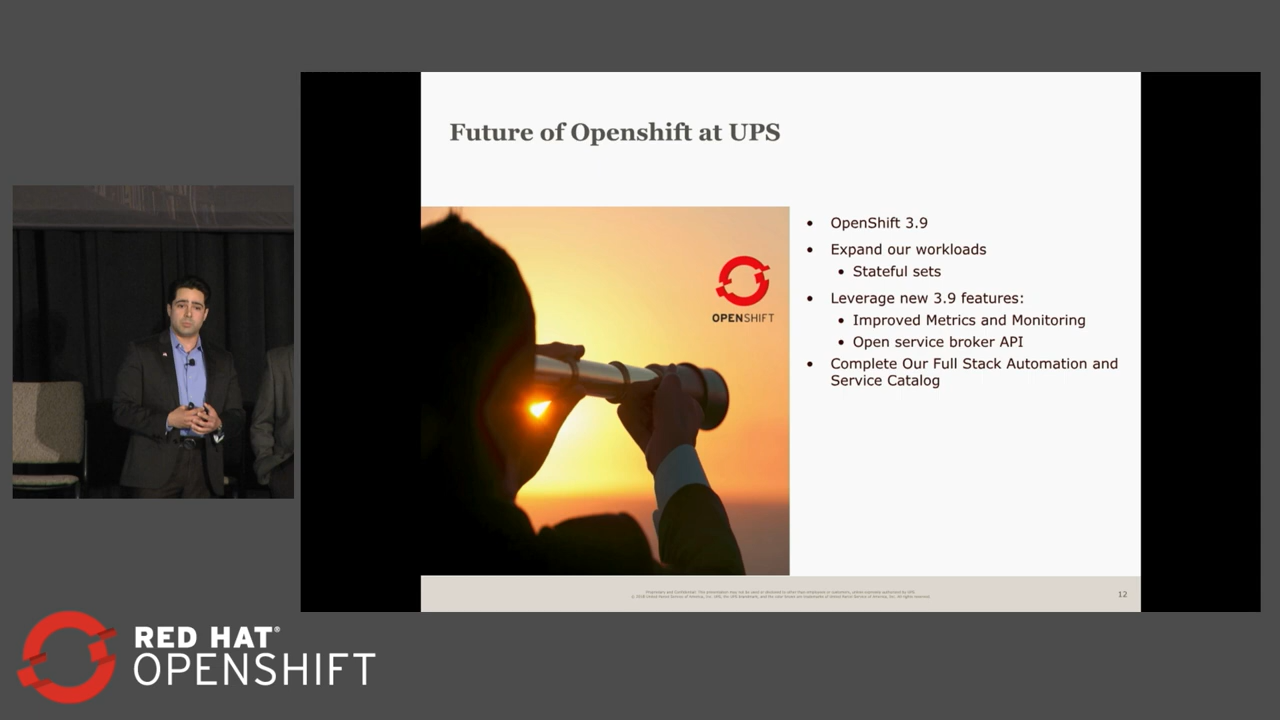 Future of Openshift at UPS
OPENSHIFT
• OpenShift 3.9
• Expand our workloads
• Stateful sets
• Leverage new 3.9 features:
• Improved Metrics and Monitoring
• Open service broker API
• Complete Our Full Stack Automation and
Service Catalog
12
RED HAT®
OPENSHIFT